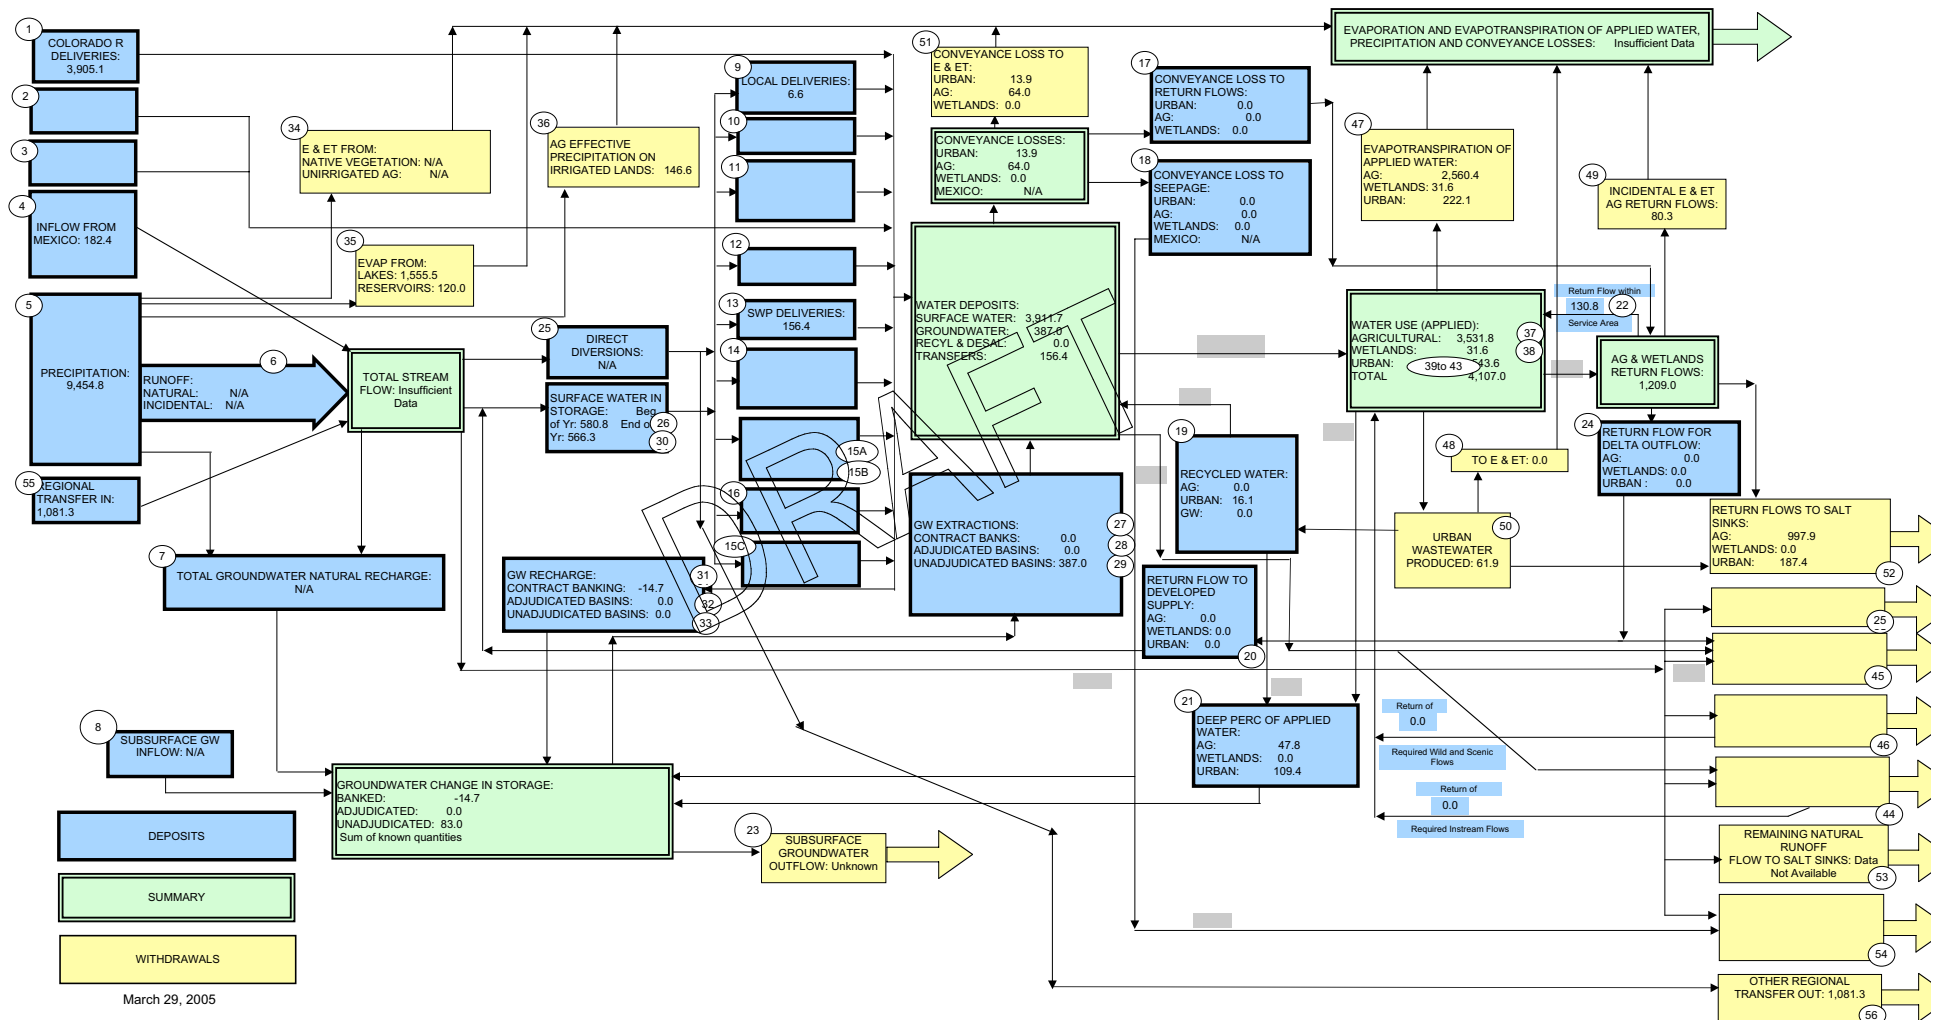 1
COLORADO R
DELIVERIES:
3,905.1
2
3
4
INFLOW FROM
MEXICO: 182.4
5
PRECIPITATION:
9,454.8
6
RUNOFF:
NATURAL: N/A
INCIDENTAL: N/A
55
REGIONAL
TRANSFER IN:
1,081.3
7
TOTAL GROUNDWATER NATURAL RECHARGE:
N/A
8
SUBSURFACE GW
INFLOW: N/A
34
E & ET FROM:
NATIVE VEGETATION: N/A
UNIRRIGATED AG: N/A
35
EVAP FROM:
LAKES: 1,555.5
RESERVOIRS: 120.0
36
AG EFFECTIVE
PRECIPITATION ON
IRRIGATED LANDS: 146.6
TOTAL STREAM
FLOW: Insufficient
Data
25
DIRECT
DIVERSIONS:
N/A
SURFACE WATER IN
STORAGE: Beg
of Yr: 580.8 End o
Yr: 566.3
26
30
GW RECHARGE:
CONTRACT BANKING: -14.7
ADJUDICATED BASINS: 0.0
UNADJUDICATED BASINS: 0.0
31
32
33
9
LOCAL DELIVERIES:
6.6
10
11
12
13
SWP DELIVERIES:
156.4
14
15A
15B
16
15C
DRAFT
51
CONVEYANCE LOSS TO
E & ET:
URBAN: 13.9
AG: 64.0
WETLANDS: 0.0
CONVEYANCE LOSSES:
URBAN: 13.9
AG: 64.0
WETLANDS: 0.0
MEXICO: N/A
WATER DEPOSITS:
SURFACE WATER: 3,911.7
GROUNDWATER: 387.0
RECYL & DESAL: 0.0
TRANSFERS: 156.4
GW EXTRACTIONS:
CONTRACT BANKS: 0.0
ADJUDICATED BASINS: 0.0
UNADJUDICATED BASINS: 387.0
27
28
29
17
CONVEYANCE LOSS TO
RETURN FLOWS:
URBAN: 0.0
AG: 0.0
WETLANDS: 0.0
18
CONVEYANCE LOSS TO
SEEPAGE:
URBAN: 0.0
AG: 0.0
WETLANDS: 0.0
MEXICO: N/A
EVAPORATION AND EVAPOTRANSPIRATION OF APPLIED WATER,
PRECIPITATION AND CONVEYANCE LOSSES: Insufficient Data
47
EVAPOTRANSPIRATION OF
APPLIED WATER:
AG: 2,560.4
WETLANDS: 31.6
URBAN: 222.1
49
INCIDENTAL E & ET
AG RETURN FLOWS:
80.3
Return Flow within
130.8
22
Service Area
WATER USE (APPLIED):
AGRICULTURAL: 3,531.8
WETLANDS: 31.6
URBAN: 543.6
TOTAL 4,107.0
37
38
39to 43
AG & WETLANDS
RETURN FLOWS:
1,209.0
19
RECYCLED WATER:
AG: 0.0
URBAN: 16.1
GW: 0.0
RETURN FLOW TO
DEVELOPED
SUPPLY:
AG: 0.0
WETLANDS: 0.0
URBAN: 0.0
20
21
DEEP PERC OF APPLIED
WATER:
AG: 47.8
WETLANDS: 0.0
URBAN: 109.4
48
TO E & ET: 0.0
50
URBAN
WASTEWATER
PRODUCED: 61.9
24
RETURN FLOW FOR
DELTA OUTFLOW:
AG: 0.0
WETLANDS: 0.0
URBAN : 0.0
RETURN FLOWS TO SALT
SINKS:
AG: 997.9
WETLANDS: 0.0
URBAN: 187.4
52
25
45
46
44
Return of
0.0
Required Wild and Scenic
Flows
Return of
0.0
Required Instream Flows
REMAINING NATURAL
RUNOFF
FLOW TO SALT SINKS: Data
Not Available
53
54
OTHER REGIONAL
TRANSFER OUT: 1,081.3
56
GROUNDWATER CHANGE IN STORAGE:
BANKED: -14.7
ADJUDICATED: 0.0
UNADJUDICATED: 83.0
Sum of known quantities
23
SUBSURFACE
GROUNDWATER
OUTFLOW: Unknown
DEPOSITS
SUMMARY
WITHDRAWALS
March 29, 2005